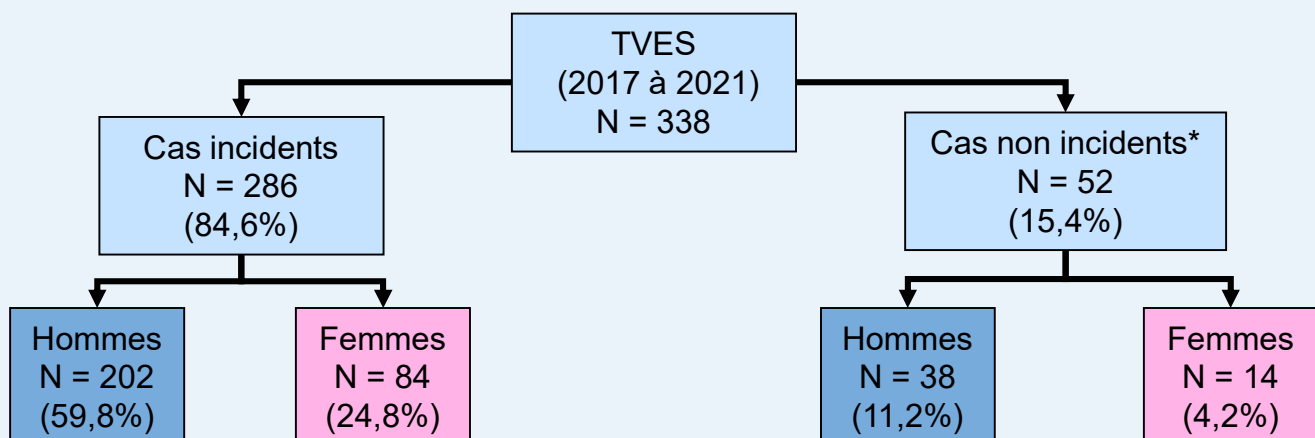 TVES
(2017 à 2021)
N = 338
Cas incidents
N = 286
(84,6%)
Cas non incidents*
N = 52
(15,4%)
Hommes
N = 202
(59,8%)
Femmes
N = 84
(24,8%)
Hommes
N = 38
(11,2%)
Femmes
N = 14
(4,2%)